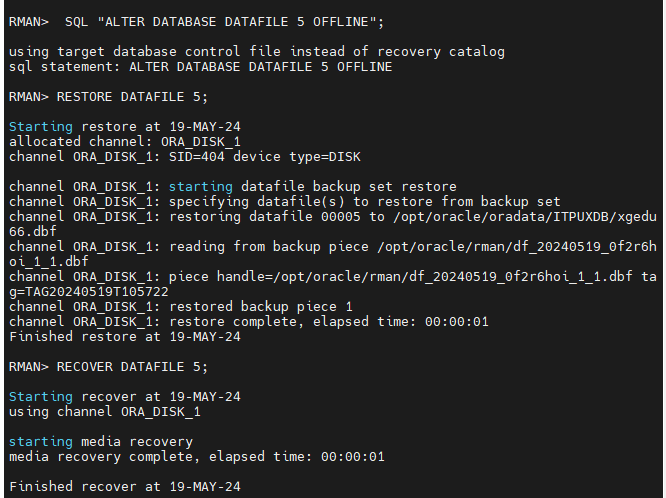 RMAN>  SQL "ALTER DATABASE DATAFILE 5 OFFLINE";
using target database control file instead of recovery catalog
sql statement: ALTER DATABASE DATAFILE 5 OFFLINE
RMAN> RESTORE DATAFILE 5;
Starting restore at 19-MAY-24
allocated channel: ORA_DISK_1
channel ORA_DISK_1: SID=404 device type=DISK
channel ORA_DISK_1: starting datafile backup set restore
channel ORA_DISK_1: specifying datafile(s) to restore from backup set
channel ORA_DISK_1: restoring datafile 00005 to /opt/oracle/oradata/ITPUXDB/xgedu
66.dbf
channel ORA_DISK_1: reading from backup piece /opt/oracle/rman/df_20240519_0f2r6h
oi_1_1.dbf
channel ORA_DISK_1: piece handle=/opt/oracle/rman/df_20240519_0f2r6hoi_1_1.dbf ta
g=TAG20240519T105722
channel ORA_DISK_1: restored backup piece 1
channel ORA_DISK_1: restore complete, elapsed time: 00:00:01
Finished restore at 19-MAY-24
RMAN> RECOVER DATAFILE 5;
Starting recover at 19-MAY-24
using channel ORA_DISK_1
starting media recovery
media recovery complete, elapsed time: 00:00:01
Finished recover at 19-MAY-24